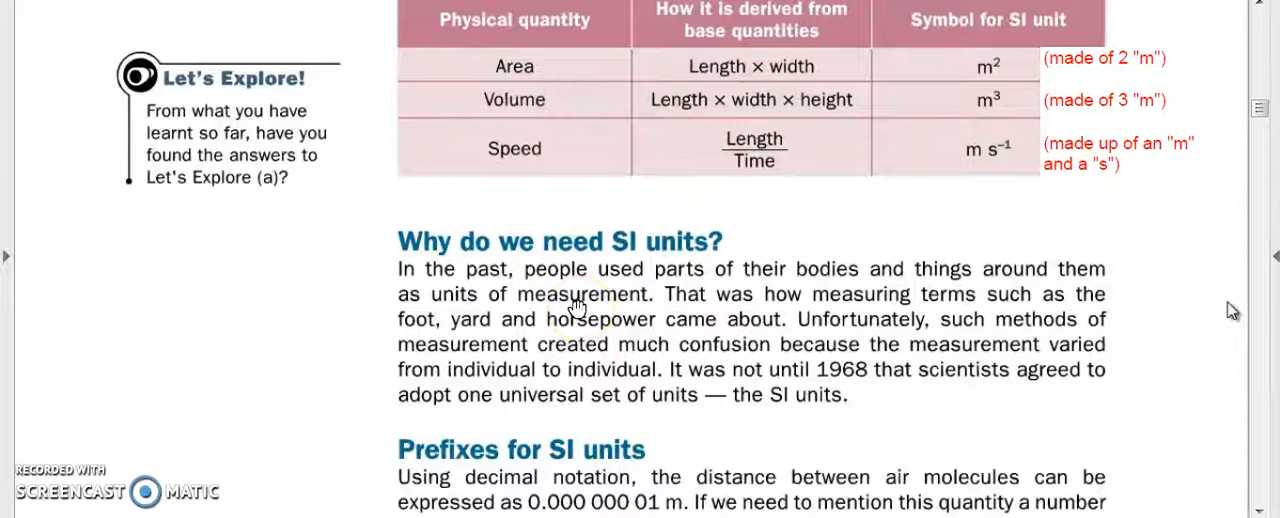 Physical quantity
How it is derived from
base quantities
Symbol for SI unit
Area
Length × width
m²
(made of 2 "m")
Volume
Length × width × height
m³
(made of 3 "m")
Speed
Length
Time
m s⁻¹
(made up of an "m"
and a "s")
Let's Explore!
From what you have
learnt so far, have you
found the answers to
Let's Explore (a)?
Why do we need SI units?
In the past, people used parts of their bodies and things around them
as units of measurement. That was how measuring terms such as the
foot, yard and horsepower came about. Unfortunately, such methods of
measurement created much confusion because the measurement varied
from individual to individual. It was not until 1968 that scientists agreed to
adopt one universal set of units — the SI units.
Prefixes for SI units
Using decimal notation, the distance between air molecules can be
expressed as 0.000 000 01 m. If we need to mention this quantity a number
RECORDED WITH
SCREENCAST MATIC